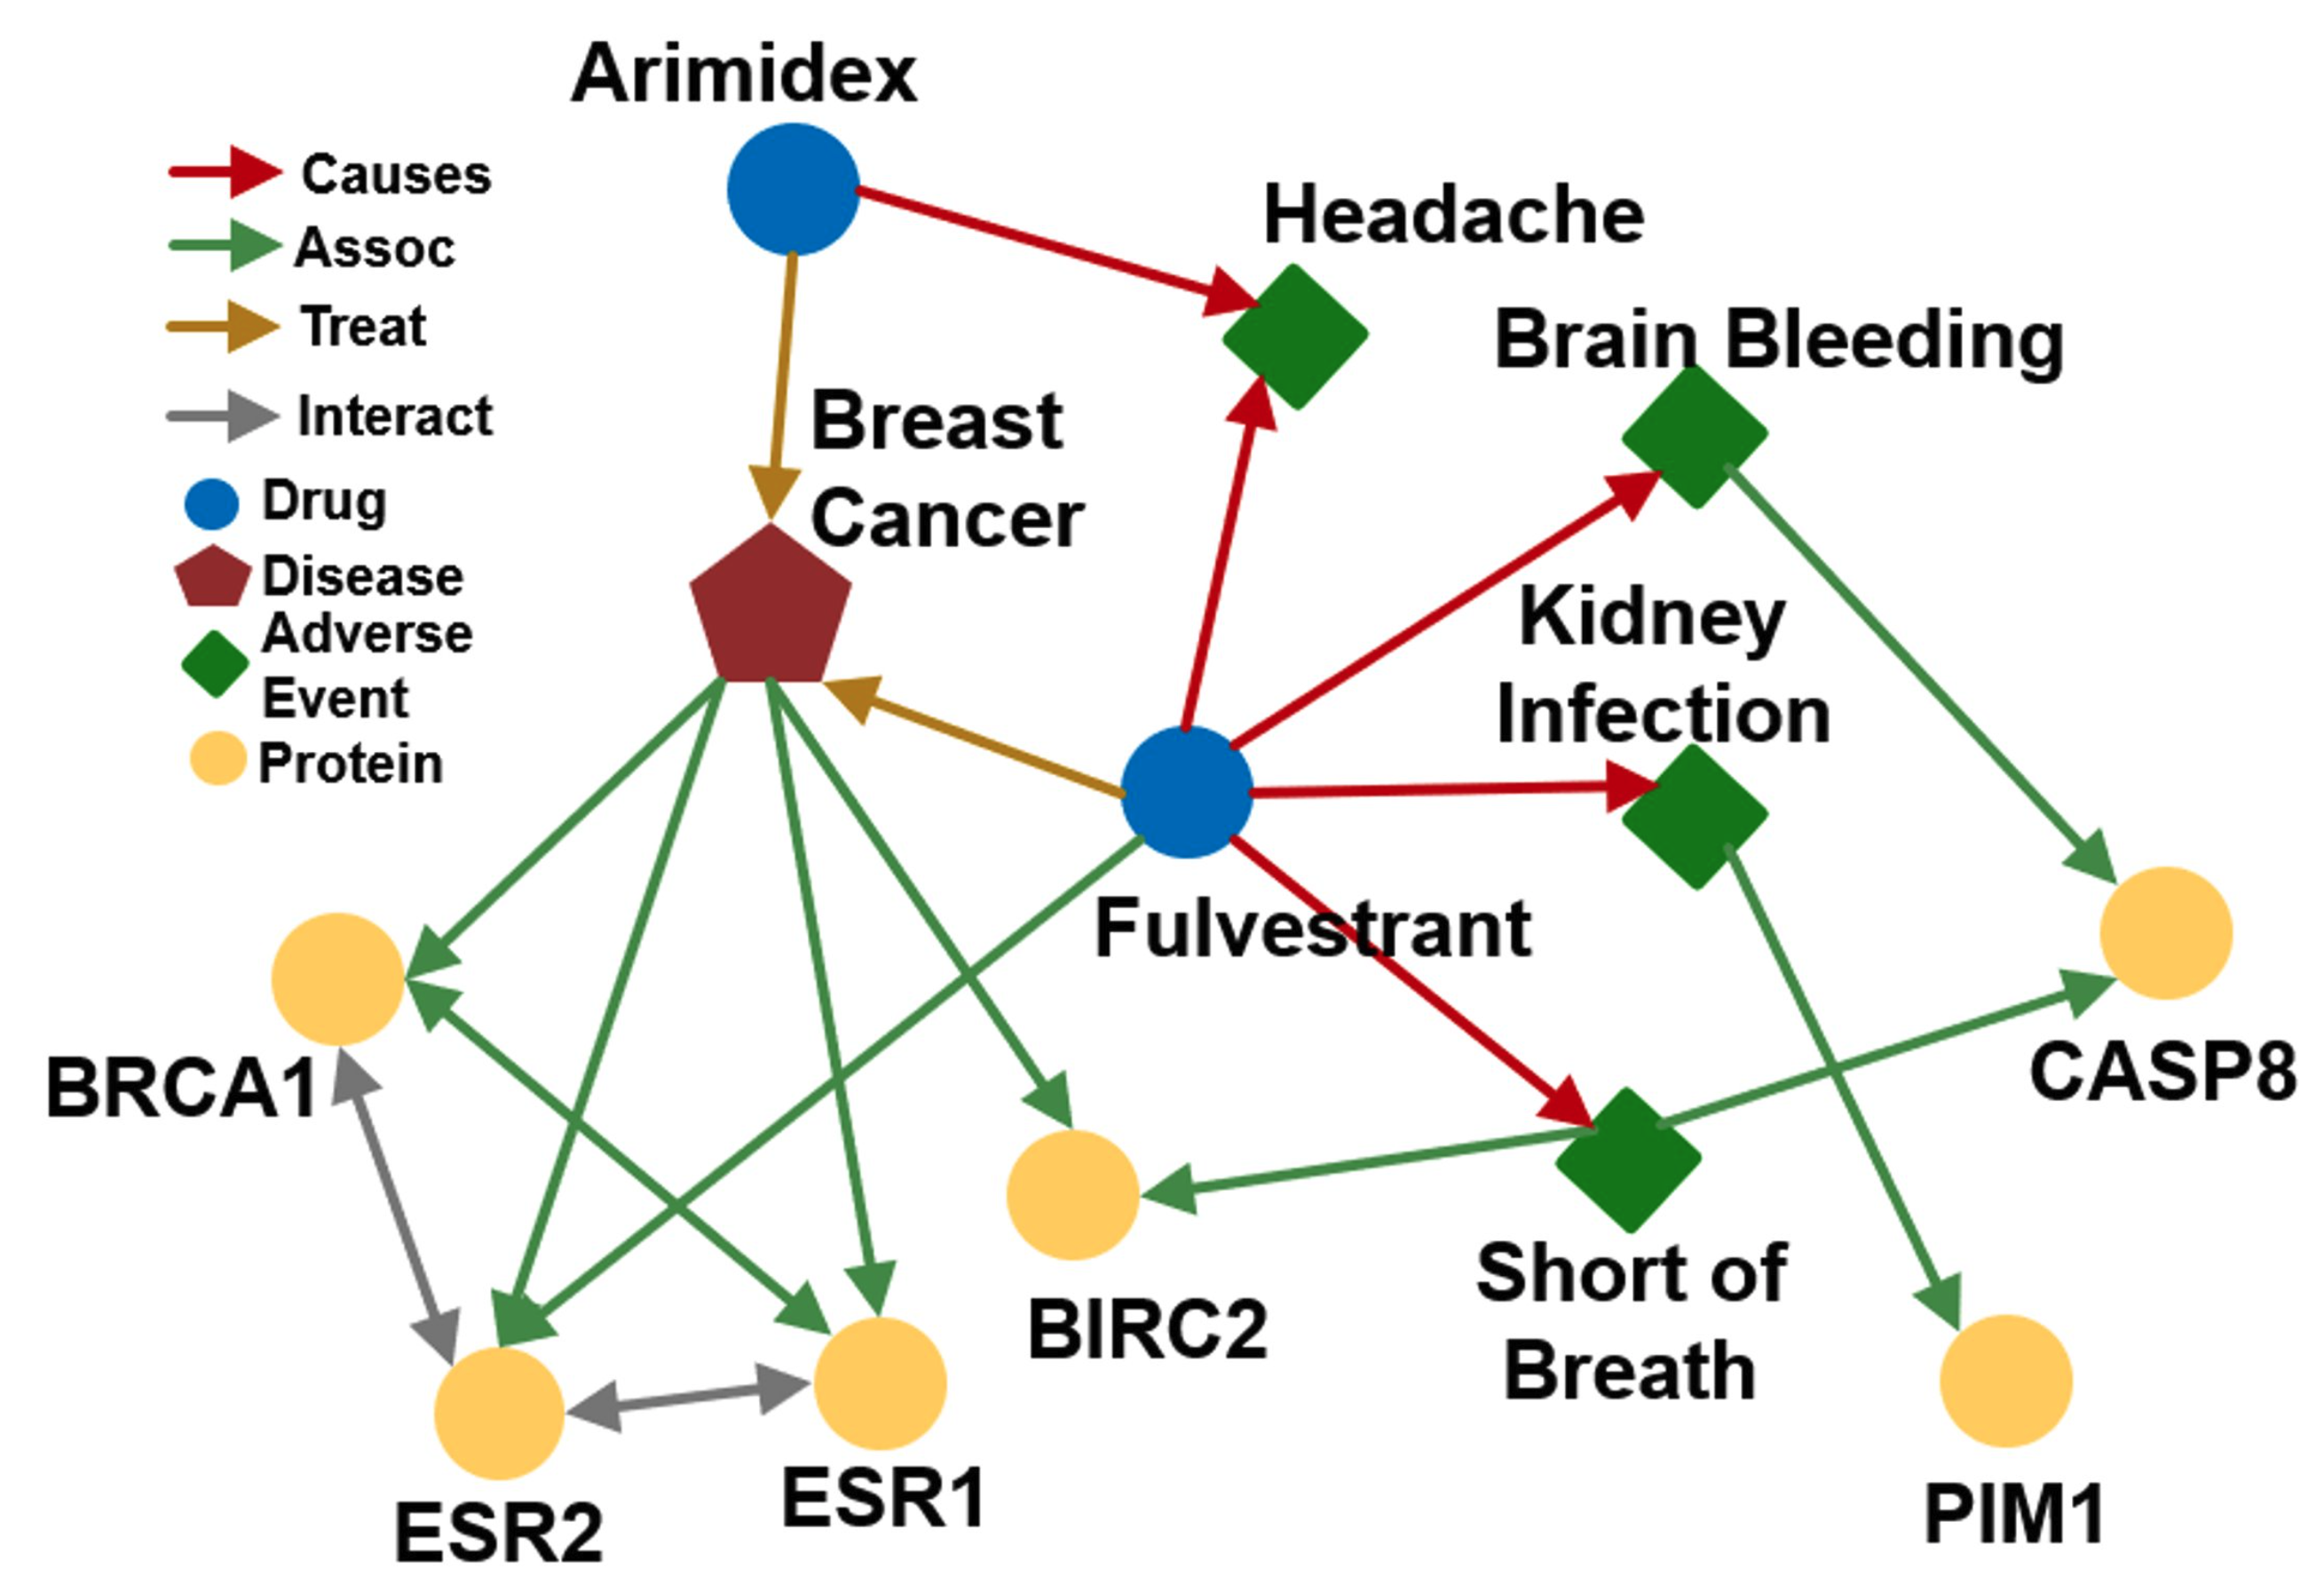 Arimidex
Causes
Assoc
Treat
Interact
Drug
Disease
Adverse
Event
Protein
Headache
Brain Bleeding
Breast
Cancer
Kidney
Infection
Fulvestrant
BRCA1
CASP8
BIRC2
Short of
Breath
ESR2
ESR1
PIM1